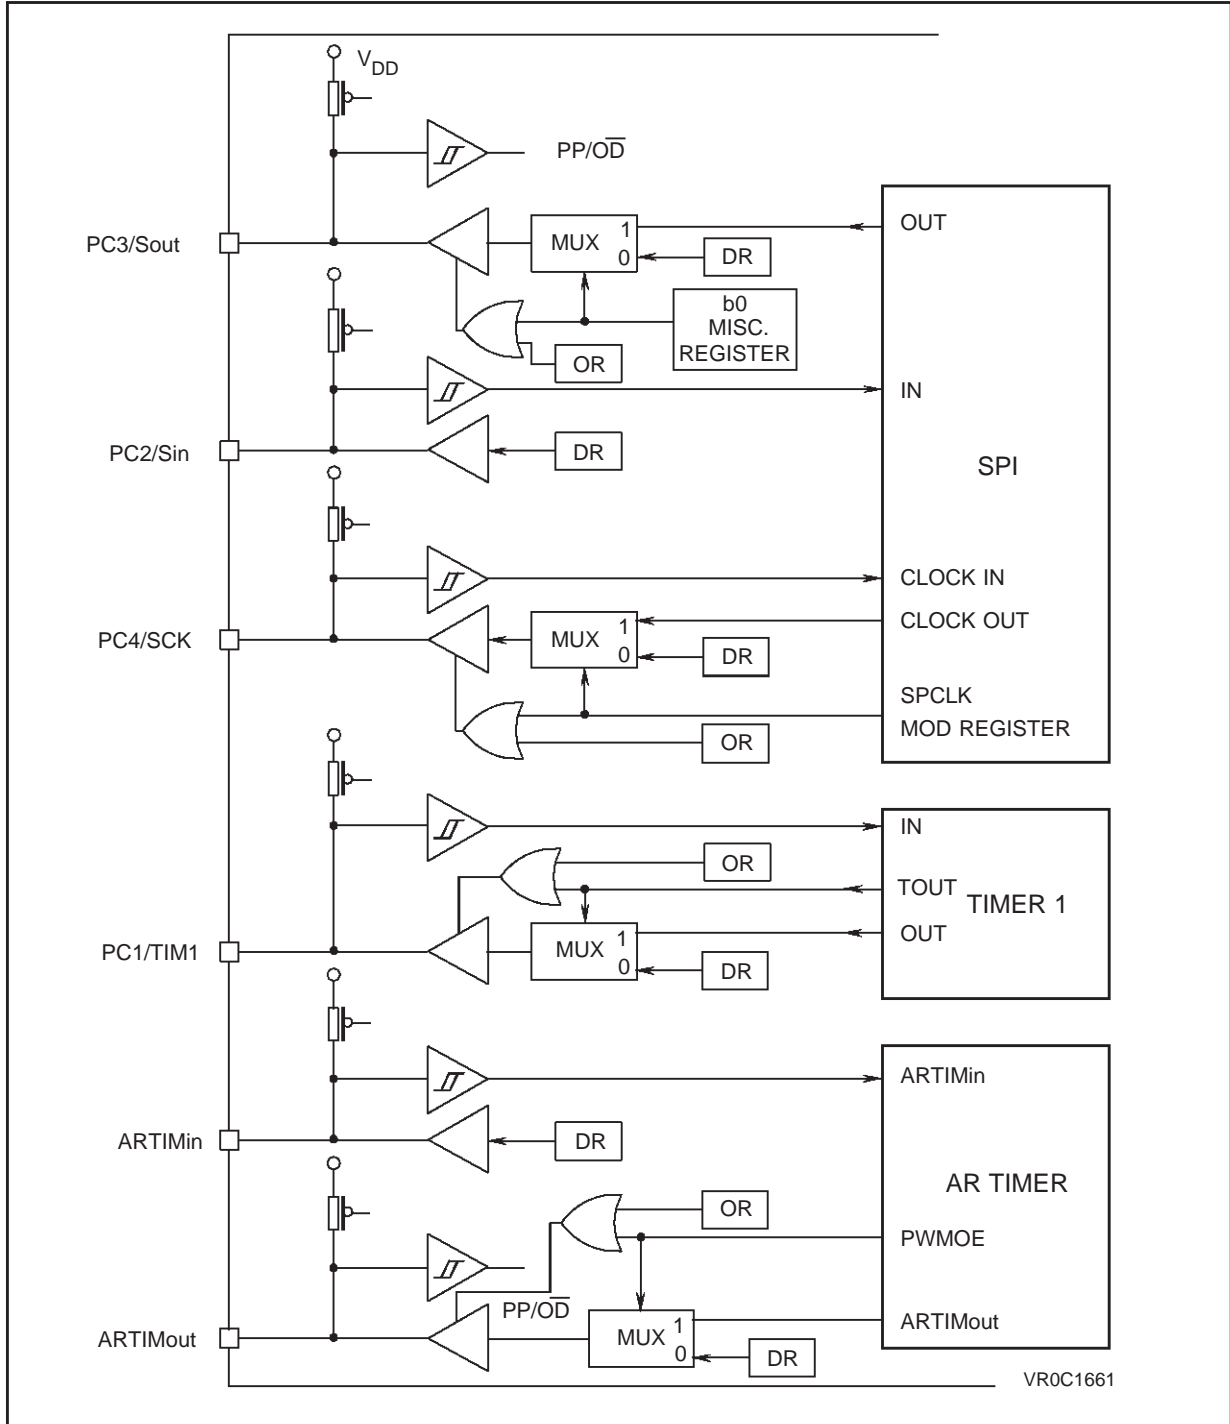 VDD
PP/OD̅
PC3/Sout
MUX
1
0
OUT
DR
b0
MISC.
REGISTER
OR
IN
PC2/Sin
DR
SPI
CLOCK IN
CLOCK OUT
PC4/SCK
MUX
1
0
DR
SPCLK
MOD REGISTER
OR
IN
OR
TOUT
TIMER 1
OUT
PC1/TIM1
MUX
1
0
DR
ARTIMin
ARTIMin
DR
AR TIMER
OR
PWMOE
PP/OD̅
ARTIMout
ARTIMout
MUX
1
0
DR
VR0C1661